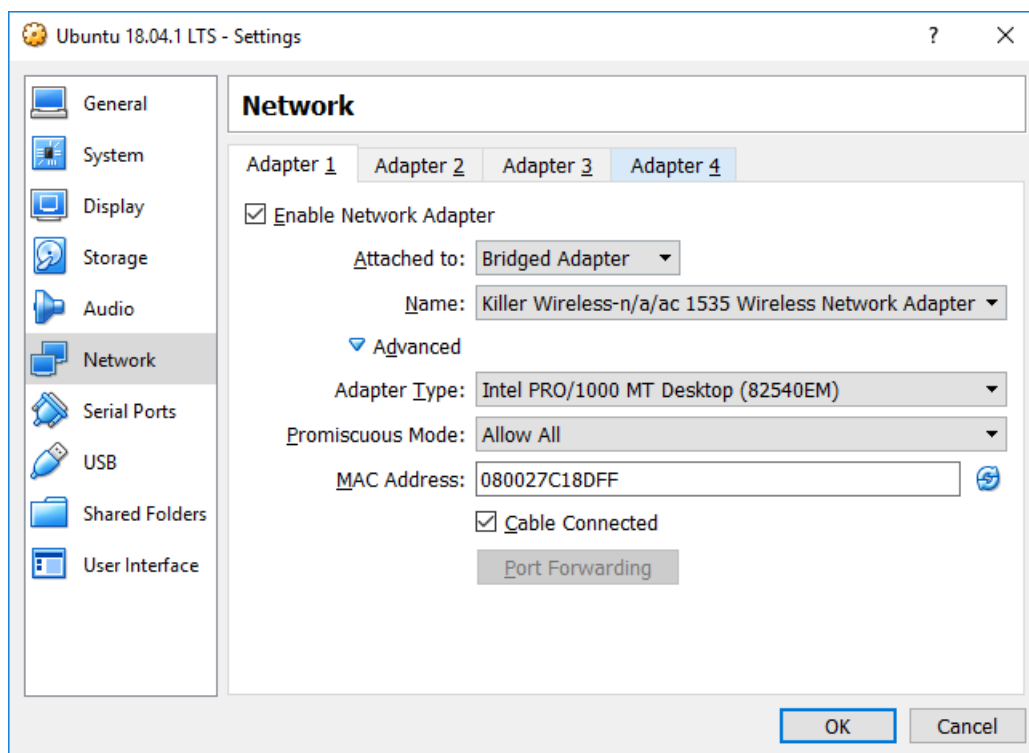 Ubuntu 18.04.1 LTS - Settings
?
General
System
Display
Storage
Audio
Network
Serial Ports
USB
Shared Folders
User Interface
Network
Adapter 1 Adapter 2 Adapter 3 Adapter 4
Enable Network Adapter
Attached to: Bridged Adapter
Name: Killer Wireless-n/a/ac 1535 Wireless Network Adapter
Advanced
Adapter Type: Intel PRO/1000 MT Desktop (82540EM)
Promiscuous Mode: Allow All
MAC Address: 080027C18DFF
Cable Connected
Port Forwarding
OK Cancel